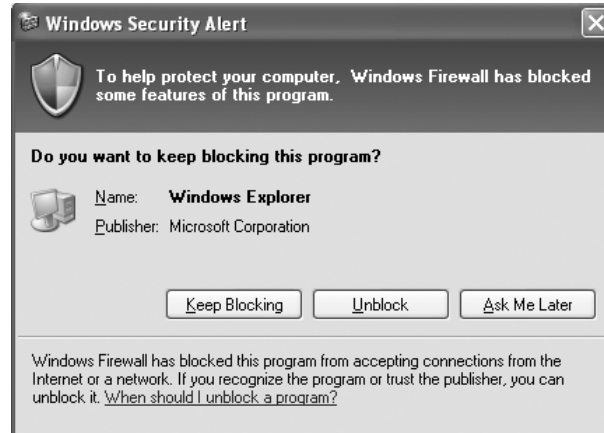 Windows Security Alert
To help protect your computer, Windows Firewall has blocked
some features of this program.
Do you want to keep blocking this program?
Name: Windows Explorer
Publisher: Microsoft Corporation
Keep Blocking Unblock Ask Me Later
Windows Firewall has blocked this program from accepting connections from the
Internet or a network. If you recognize the program or trust the publisher, you can
unblock it. When should I unblock a program?